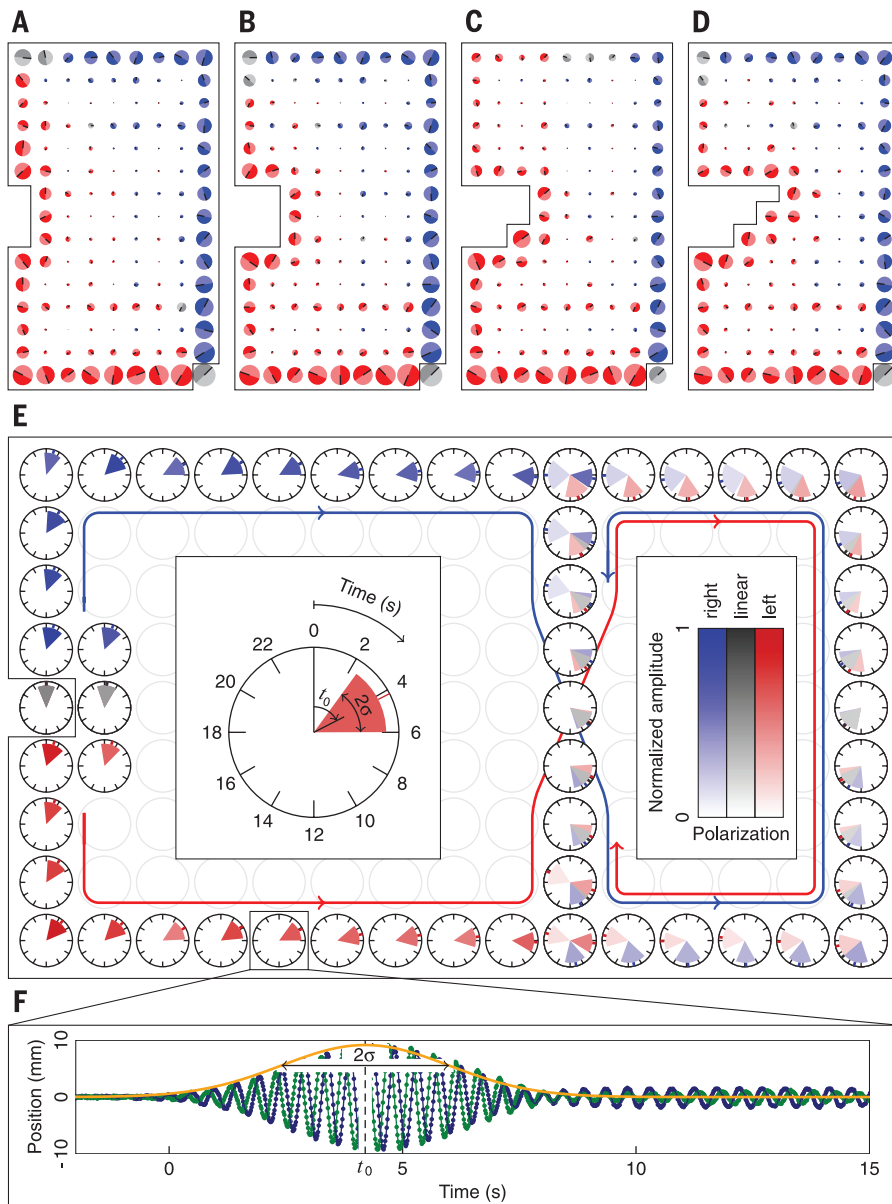 A B C D
E
Time (s)
0
2
4
6
8
10
12
14
16
18
20
22
t0
2σ
right
linear
left
Normalized amplitude
1
0
Polarization
F
Position (mm)
10
0
- 10
2σ
0 t0 5 10 15
Time (s)